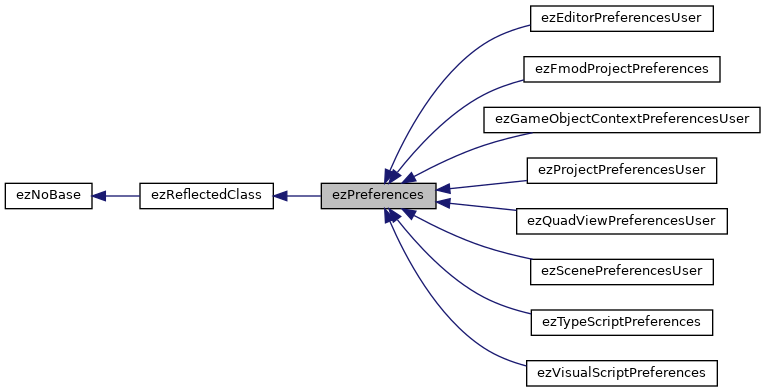 ezEditorPreferencesUser
ezFmodProjectPreferences
ezGameObjectContextPreferencesUser
ezProjectPreferencesUser
ezNoBase
ezReflectedClass
ezPreferences
ezQuadViewPreferencesUser
ezScenePreferencesUser
ezTypeScriptPreferences
ezVisualScriptPreferences